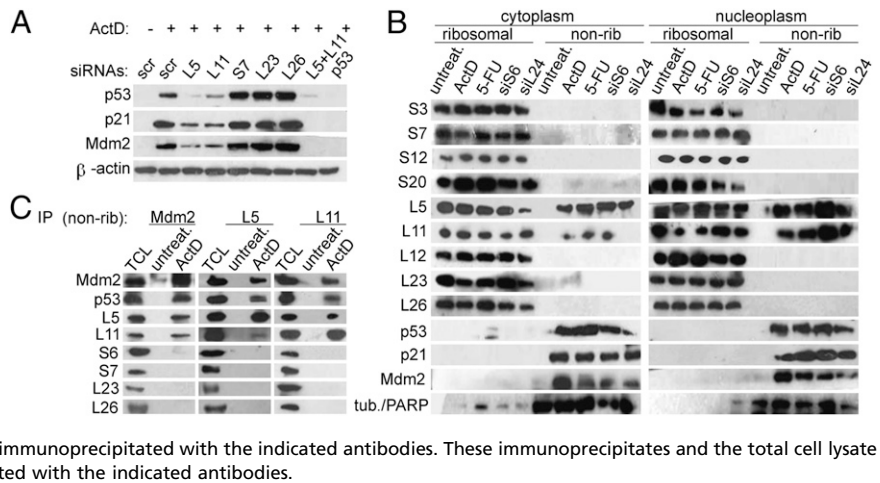 A
ActD: - + + + + + + + +
siRNAs: scr scr L5 L11 S7 L23 L26 L5+L11 p53
p53
p21
Mdm2
β -actin
B
cytoplasm nucleoplasm
ribosomal non-rib ribosomal non-rib
untreat. ActD 5-FU siS6 siL24 untreat. ActD 5-FU siS6 siL24 untreat. ActD 5-FU siS6 siL24 untreat. ActD 5-FU siS6 siL24
S3
S7
S12
S20
L5
L11
L12
L23
L26
p53
p21
Mdm2
tub./PARP
C
IP (non-rib): Mdm2 L5 L11
TCL untreat. ActD TCL untreat. ActD TCL untreat. ActD
Mdm2
p53
L5
L11
S6
S7
L23
L26
immunoprecipitated with the indicated antibodies. These immunoprecipitates and the total cell lysate
ted with the indicated antibodies.